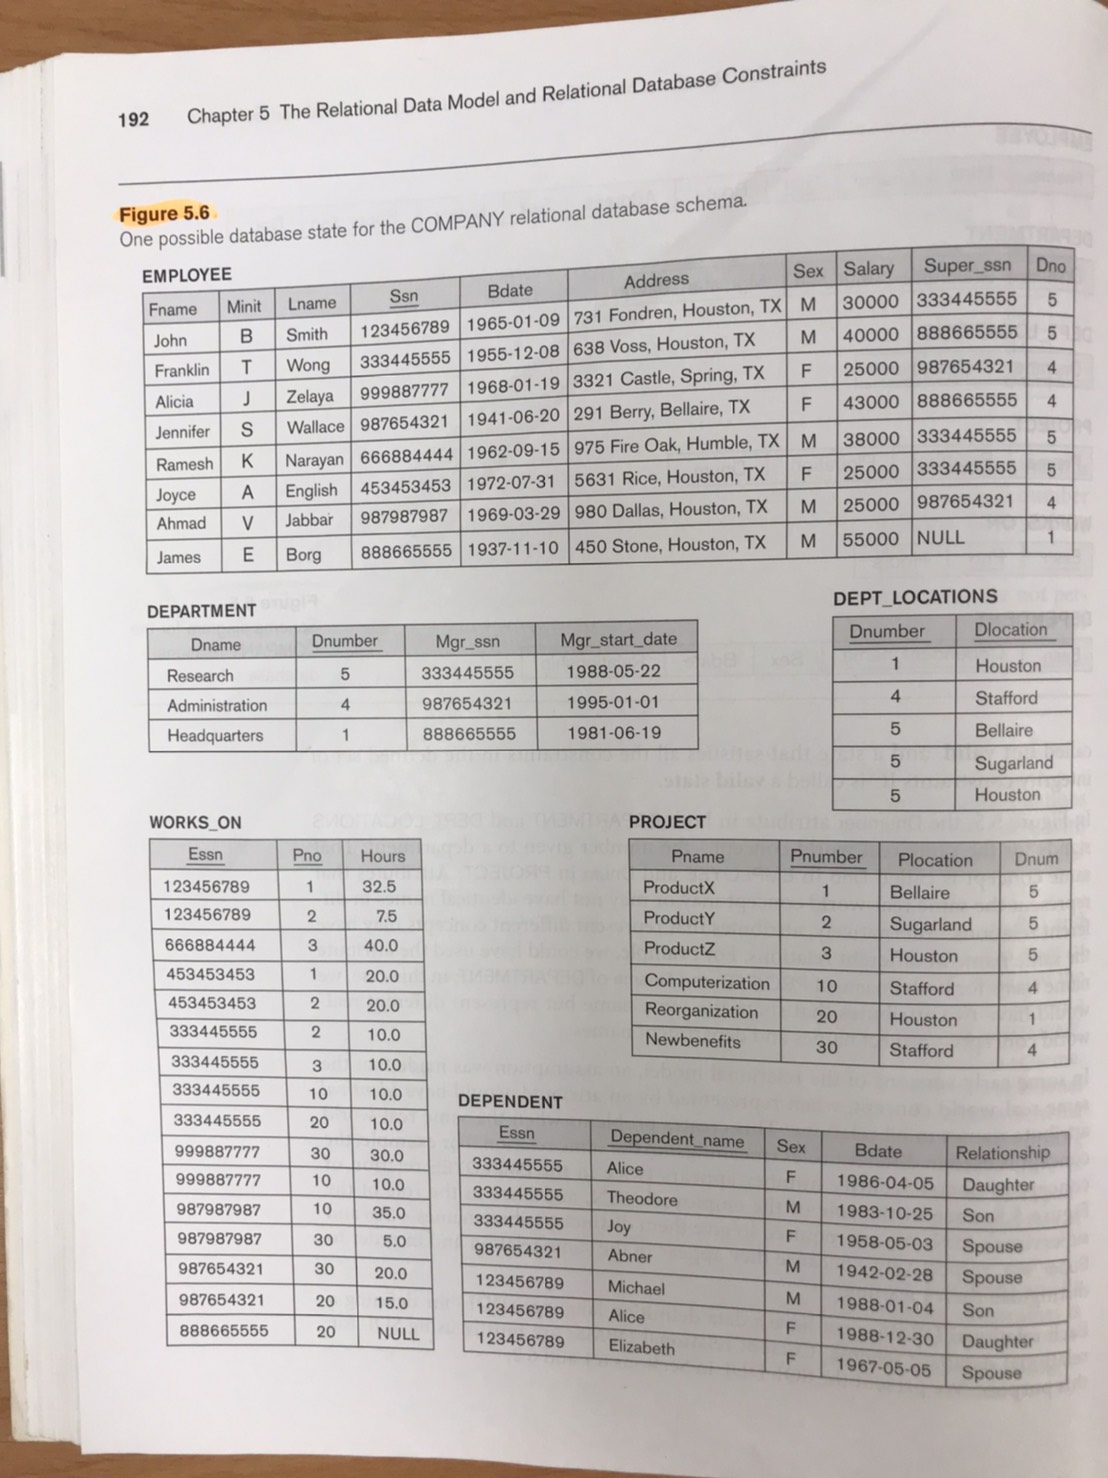 192 Chapter 5 The Relational Data Model and Relational Database Constraints
Figure 5.6
One possible database state for the COMPANY relational database schema.
EMPLOYEE
Fname Minit Lname Ssn Bdate Address Sex Salary Super_ssn Dno
John B Smith 123456789 1965-01-09 731 Fondren, Houston, TX M 30000 333445555 5
Franklin T Wong 333445555 1955-12-08 638 Voss, Houston, TX M 40000 888665555 5
Alicia J Zelaya 999887777 1968-01-19 3321 Castle, Spring, TX F 25000 987654321 4
Jennifer S Wallace 987654321 1941-06-20 291 Berry, Bellaire, TX F 43000 888665555 4
Ramesh K Narayan 666884444 1962-09-15 975 Fire Oak, Humble, TX M 38000 333445555 5
Joyce A English 453453453 1972-07-31 5631 Rice, Houston, TX F 25000 333445555 5
Ahmad V Jabbar 987987987 1969-03-29 980 Dallas, Houston, TX M 25000 987654321 4
James E Borg 888665555 1937-11-10 450 Stone, Houston, TX M 55000 NULL 1
DEPARTMENT
Dname Dnumber Mgr_ssn Mgr_start_date
Research 5 333445555 1988-05-22
Administration 4 987654321 1995-01-01
Headquarters 1 888665555 1981-06-19
DEPT_LOCATIONS
Dnumber Dlocation
1 Houston
4 Stafford
5 Bellaire
5 Sugarland
5 Houston
WORKS_ON
Essn Pno Hours
123456789 1 32.5
123456789 2 7.5
666884444 3 40.0
453453453 1 20.0
453453453 2 20.0
333445555 2 10.0
333445555 3 10.0
333445555 10 10.0
333445555 20 10.0
999887777 30 30.0
999887777 10 10.0
987987987 10 35.0
987987987 30 5.0
987654321 30 20.0
987654321 20 15.0
888665555 20 NULL
PROJECT
Pname Pnumber Plocation Dnum
ProductX 1 Bellaire 5
ProductY 2 Sugarland 5
ProductZ 3 Houston 5
Computerization 10 Stafford 4
Reorganization 20 Houston 1
Newbenefits 30 Stafford 4
DEPENDENT
Essn Dependent_name Sex Bdate Relationship
333445555 Alice F 1986-04-05 Daughter
333445555 Theodore M 1983-10-25 Son
333445555 Joy F 1958-05-03 Spouse
987654321 Abner M 1942-02-28 Spouse
123456789 Michael M 1988-01-04 Son
123456789 Alice F 1988-12-30 Daughter
123456789 Elizabeth F 1967-05-05 Spouse